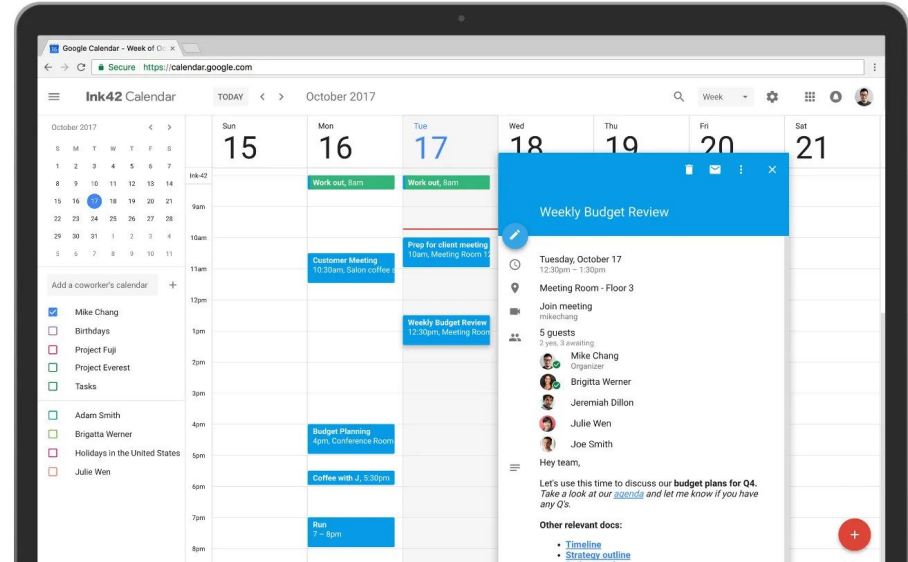 Google Calendar - Week of Oc
Secure https://calendar.google.com
Ink42 Calendar
TODAY
October 2017
Week
October 2017
S M T W T F S
1 2 3 4 5 6 7
8 9 10 11 12 13 14
15 16 17 18 19 20 21
22 23 24 25 26 27 28
29 30 31 1 2 3 4
5 6 7 8 9 10 11
Add a coworker's calendar +
Mike Chang
Birthdays
Project Fuji
Project Everest
Tasks
Adam Smith
Brigatta Werner
Holidays in the United States
Julie Wen
Sun Mon Tue Wed Thu Fri Sat
15 16 17 18 19 20 21
Ink-42
9am
10am
11am
12pm
1pm
2pm
3pm
4pm
5pm
6pm
7pm
8pm
Work out, 8am
Customer Meeting
10:30am, Salon coffee s
Budget Planning
4pm, Conference Room
Coffee with J, 5:30pm
Run
7 – 8pm
Work out, 8am
Prep for client meeting
10am, Meeting Room 12
Weekly Budget Review
12:30pm, Meeting Room
Weekly Budget Review
Tuesday, October 17
12:30pm – 1:30pm
Meeting Room - Floor 3
Join meeting
mikechang
5 guests
2 yes, 3 awaiting
Mike Chang
Organizer
Brigitta Werner
Jeremiah Dillon
Julie Wen
Joe Smith
Hey team,
Let's use this time to discuss our budget plans for Q4.
Take a look at our agenda and let me know if you have
any Q's.
Other relevant docs:
• Timeline
• Strategy outline